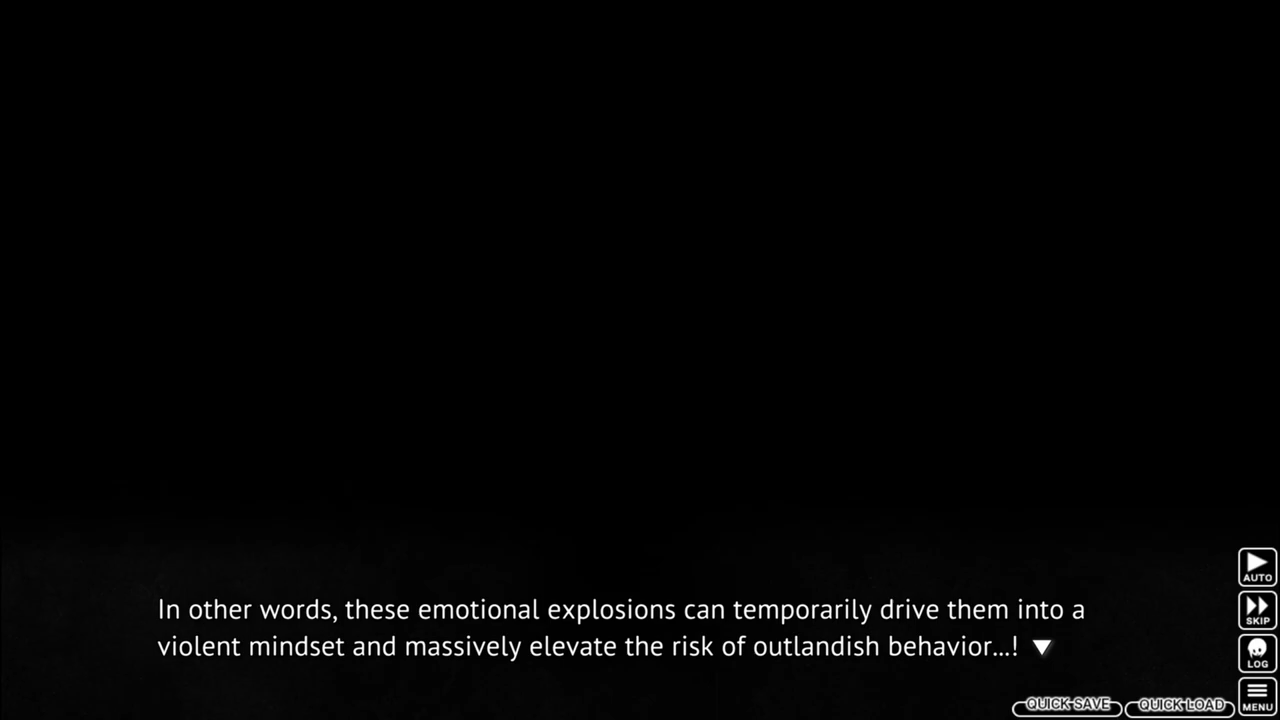 In other words, these emotional explosions can temporarily drive them into a
violent mindset and massively elevate the risk of outlandish behavior...!
AUTO
SKIP
LOG
MENU
QUICK SAVE
QUICK LOAD